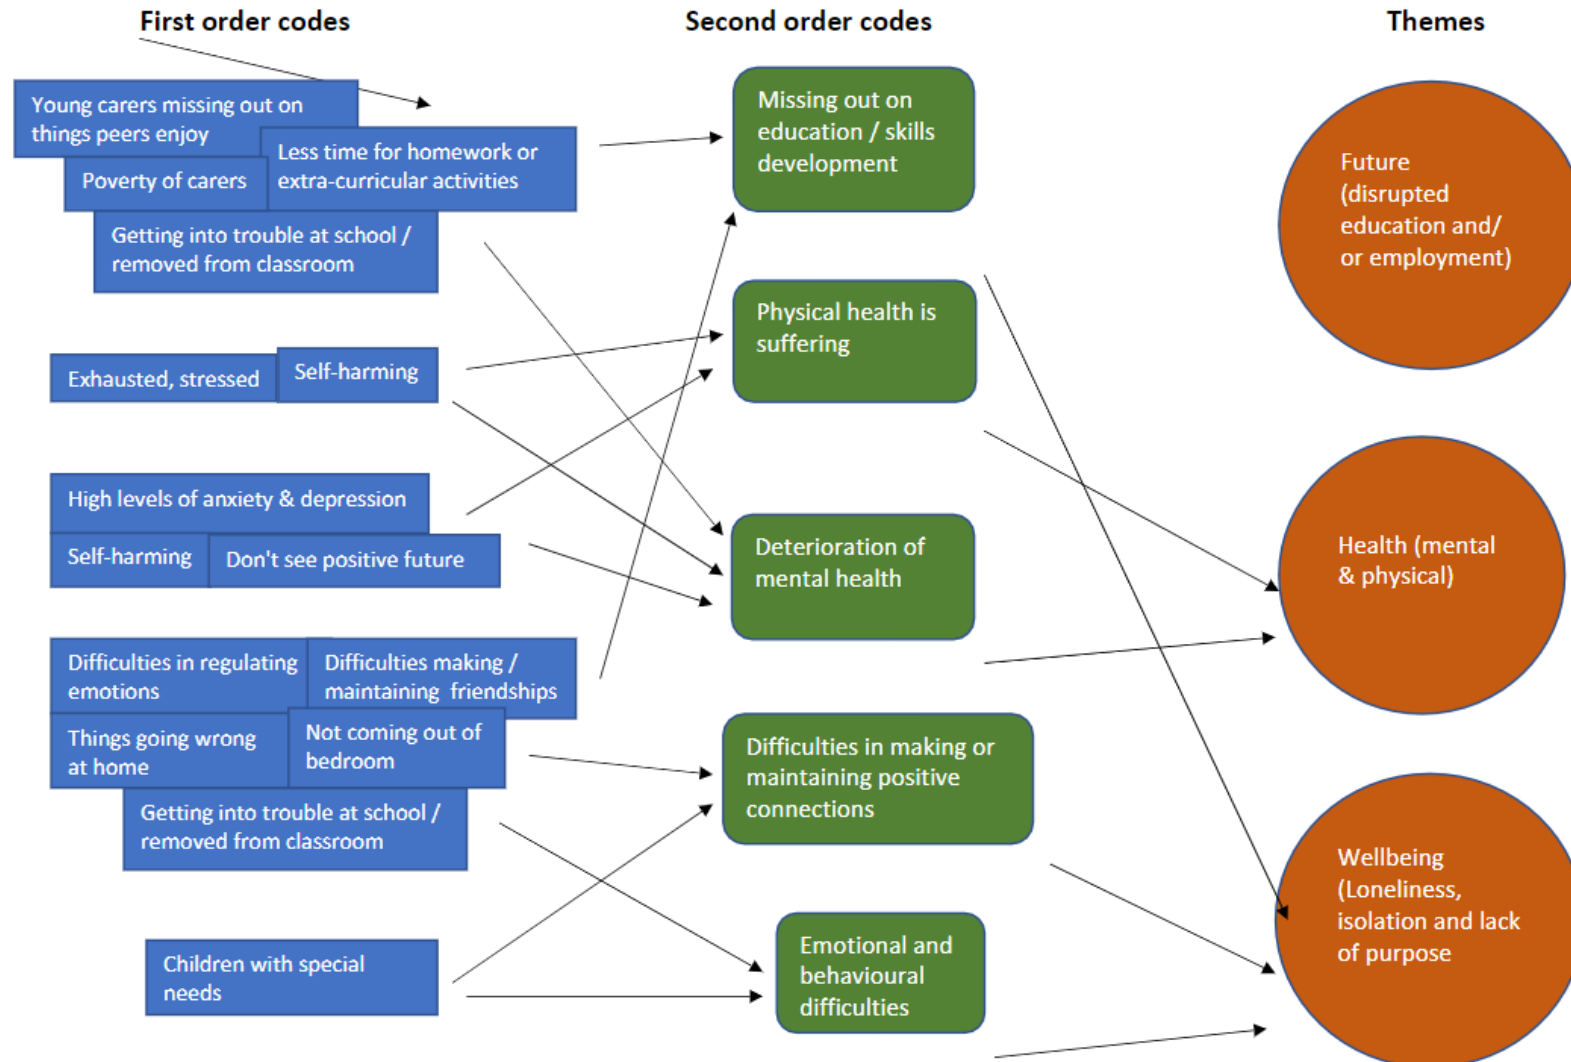 First order codes
Second order codes
Themes
Young carers missing out on
things peers enjoy
Less time for homework or
extra-curricular activities
Poverty of carers
Getting into trouble at school /
removed from classroom
Exhausted, stressed
Self-harming
High levels of anxiety & depression
Self-harming
Don't see positive future
Difficulties in regulating
emotions
Difficulties making /
maintaining friendships
Things going wrong
at home
Not coming out of
bedroom
Getting into trouble at school /
removed from classroom
Children with special
needs
Missing out on
education / skills
development
Physical health is
suffering
Deterioration of
mental health
Difficulties in making or
maintaining positive
connections
Emotional and
behavioural
difficulties
Future
(disrupted
education and/
or employment)
Health (mental
& physical)
Wellbeing
(Loneliness,
isolation and lack
of purpose